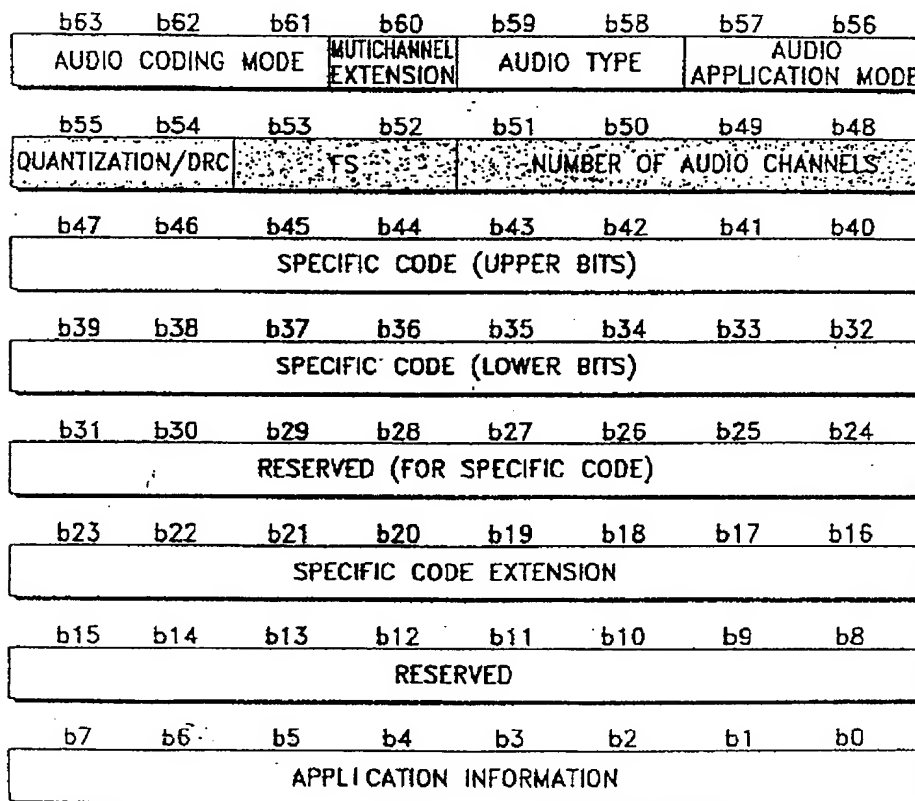 b63 b62 b61 b60 b59 b58 b57 b56
AUDIO CODING MODE MUTICHANNEL EXTENSION AUDIO TYPE AUDIO APPLICATION MODE
b55 b54 b53 b52 b51 b50 b49 b48
QUANTIZATION/DRC FS NUMBER OF AUDIO CHANNELS
b47 b46 b45 b44 b43 b42 b41 b40
SPECIFIC CODE (UPPER BITS)
b39 b38 b37 b36 b35 b34 b33 b32
SPECIFIC CODE (LOWER BITS)
b31 b30 b29 b28 b27 b26 b25 b24
RESERVED (FOR SPECIFIC CODE)
b23 b22 b21 b20 b19 b18 b17 b16
SPECIFIC CODE EXTENSION
b15 b14 b13 b12 b11 b10 b9 b8
RESERVED
b7 b6 b5 b4 b3 b2 b1 b0
APPLICATION INFORMATION